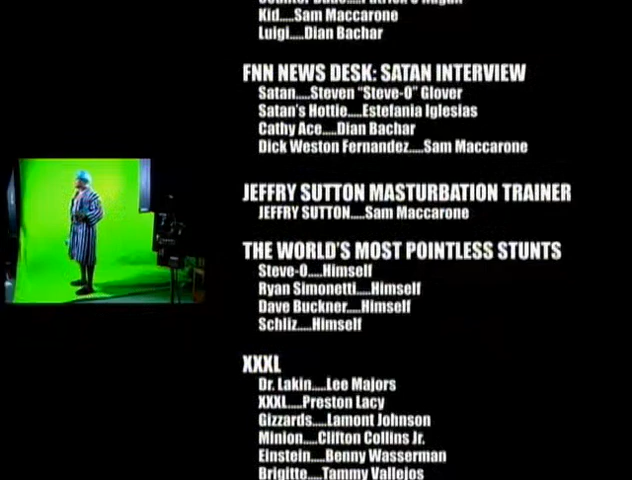 Kid.....Sam Maccarone
Luigi.....Dian Bachar
FNN NEWS DESK: SATAN INTERVIEW
Satan.....Steven "Steve-O" Glover
Satan's Hottie.....Estefania Iglesias
Cathy Ace.....Dian Bachar
Dick Weston Fernandez.....Sam Maccarone
JEFFRY SUTTON MASTURBATION TRAINER
JEFFRY SUTTON.....Sam Maccarone
THE WORLD'S MOST POINTLESS STUNTS
Steve-O.....Himself
Ryan Simonetti.....Himself
Dave Buckner.....Himself
Schliz.....Himself
XXXL
Dr. Lakin.....Lee Majors
XXXL.....Preston Lacy
Gizzards.....Lamont Johnson
Minion.....Clifton Collins Jr.
Einstein.....Benny Wasserman
Brigitte.....Tammy Vallejos